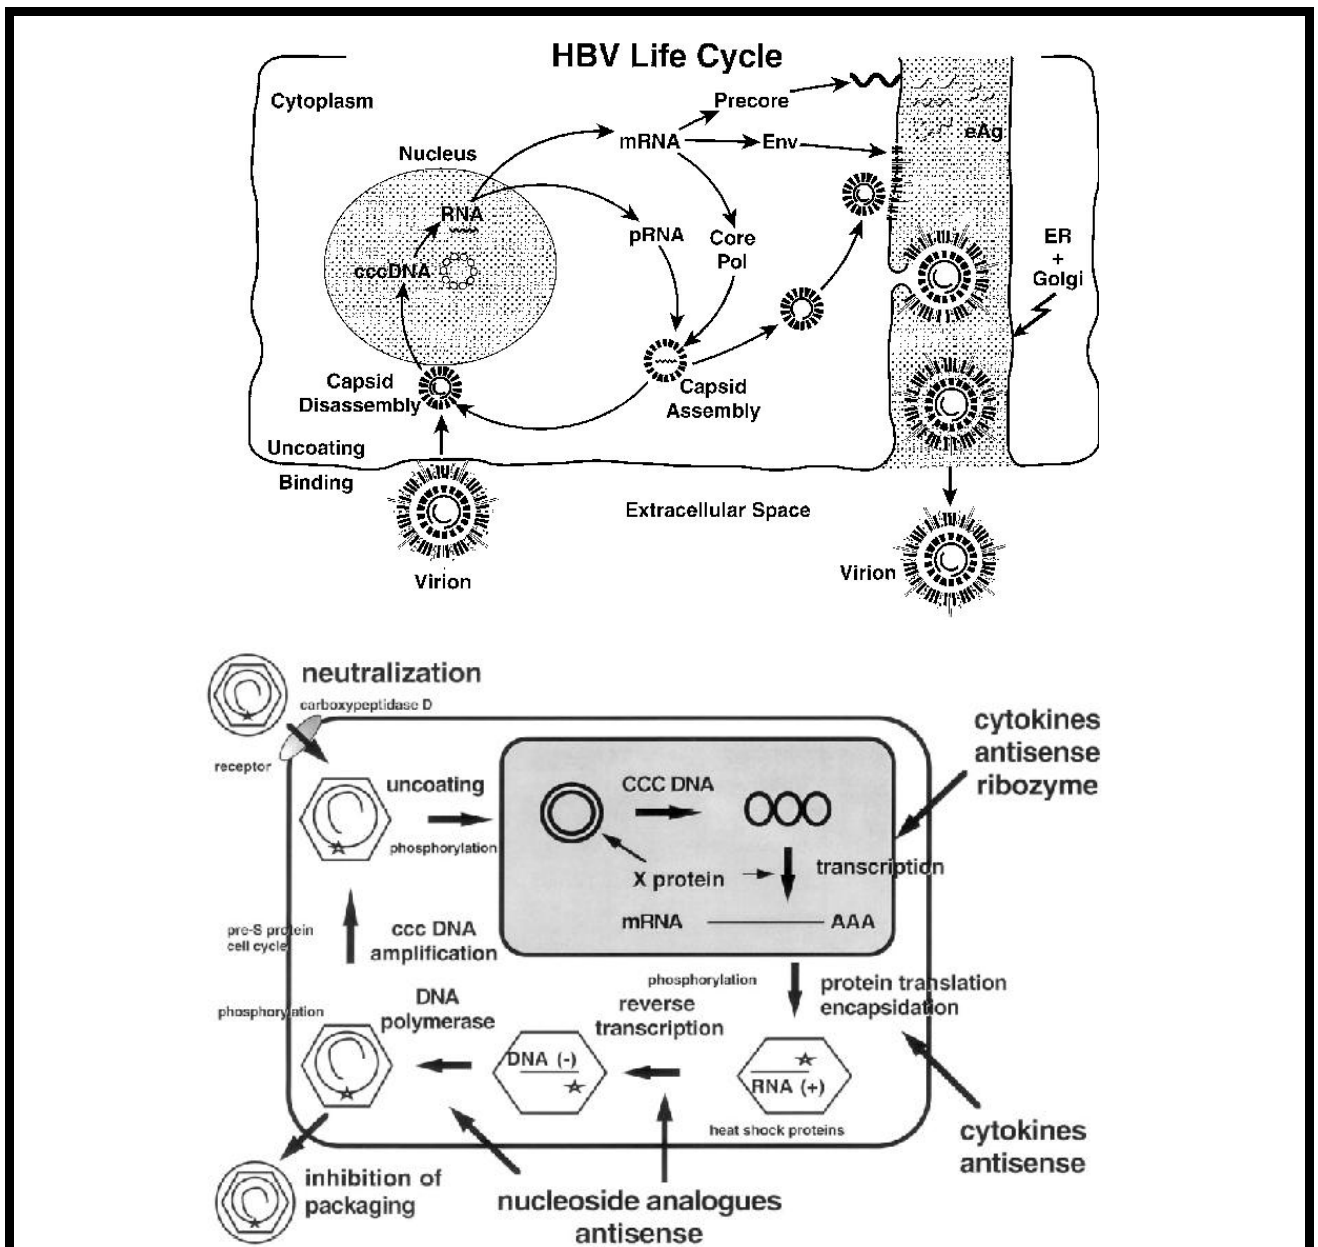 HBV Life Cycle
Cytoplasm
Precore
mRNA
Env
eAg
Nucleus
RNA
pRNA
Core
Pol
cccDNA
ER
+
Golgi
Capsid
Disassembly
Capsid
Assembly
Uncoating
Binding
Extracellular Space
Virion
Virion
neutralization
carboxypeptidase D
receptor
uncoating
phosphorylation
CCC DNA
X protein
transcription
mRNA
AAA
cytokines
antisense
ribozyme
pre-S protein
cell cycle
ccc DNA
amplification
phosphorylation
DNA
polymerase
phosphorylation
reverse
transcription
protein translation
encapsidation
DNA (-)
RNA (+)
heat shock proteins
cytokines
antisense
inhibition of
packaging
nucleoside analogues
antisense